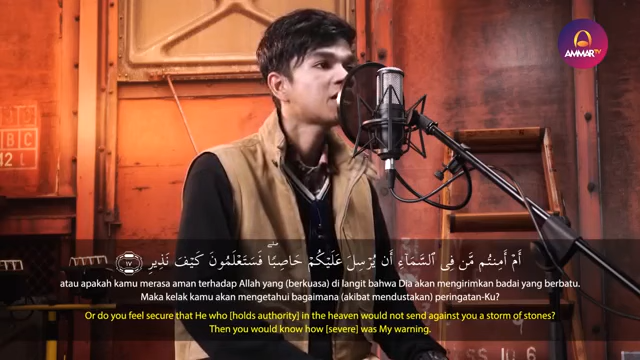 AMMAR TV
BC
42L
أَمْ أَمِنتُم مَّن فِى ٱلسَّمَآءِ أَن يُرْسِلَ عَلَيْكُمْ حَاصِبًا ۖ فَسَتَعْلَمُونَ كَيْفَ نَذِيرِ ١٧
atau apakah kamu merasa aman terhadap Allah yang (berkuasa) di langit bahwa Dia akan mengirimkan badai yang berbatu.
Maka kelak kamu akan mengetahui bagaimana (akibat mendustakan) peringatan-Ku?
Or do you feel secure that He who [holds authority] in the heaven would not send against you a storm of stones?
Then you would know how [severe] was My warning.